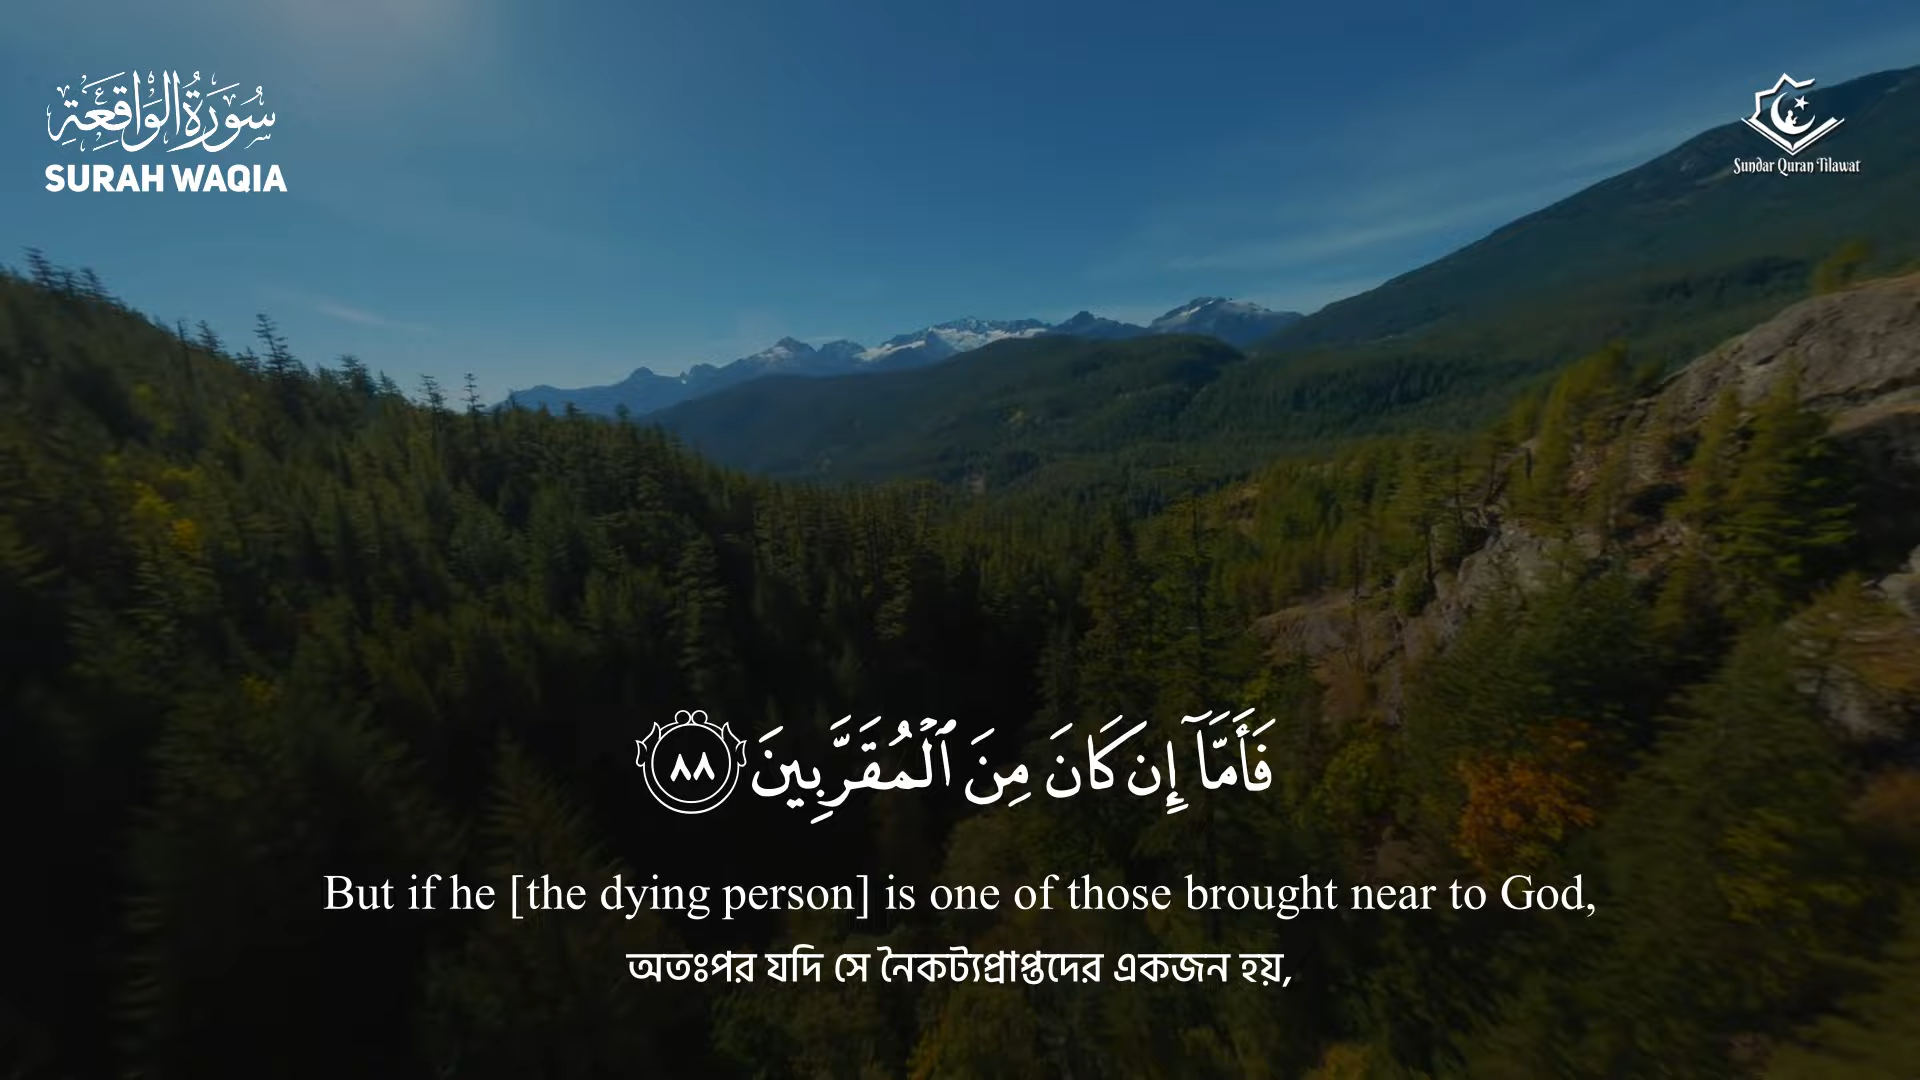 سُورَةُ الوَاقِعَةِ
SURAH WAQIA
Sundar Quran Tilawat
فَأَمَّآ إِن كَانَ مِنَ ٱلْمُقَرَّبِينَ ٨٨
But if he [the dying person] is one of those brought near to God,
অতঃপর যদি সে নৈকট্যপ্রাপ্তদের একজন হয়,